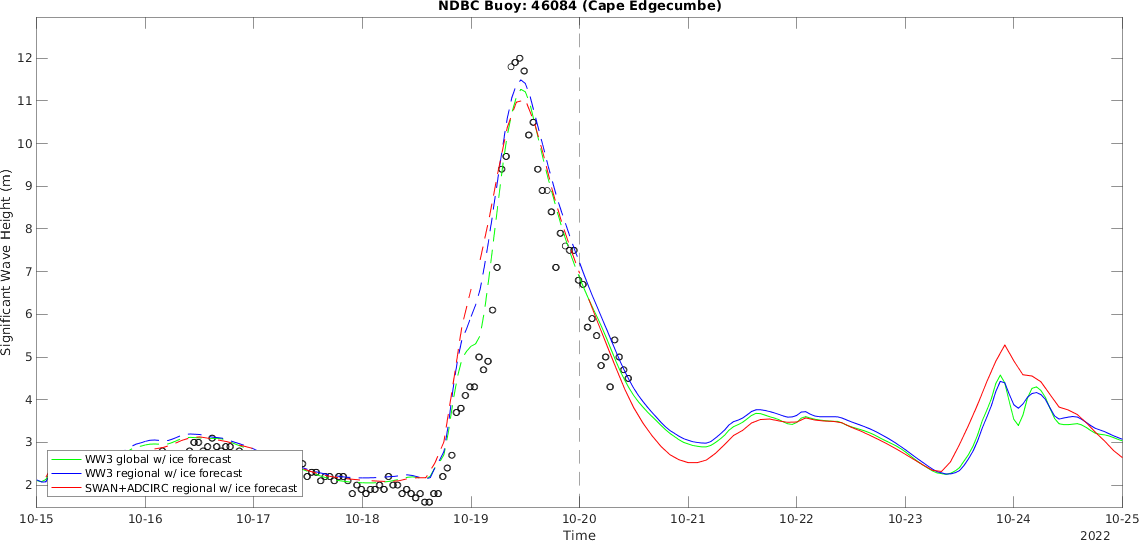 NDBC Buoy: 46084 (Cape Edgecumbe)
Significant Wave Height (m)
12
11
10
9
8
7
6
5
4
3
2
WW3 global w/ ice forecast
WW3 regional w/ ice forecast
SWAN+ADCIRC regional w/ ice forecast
10-15 10-16 10-17 10-18 10-19 10-20 10-21 10-22 10-23 10-24 10-25
Time
2022